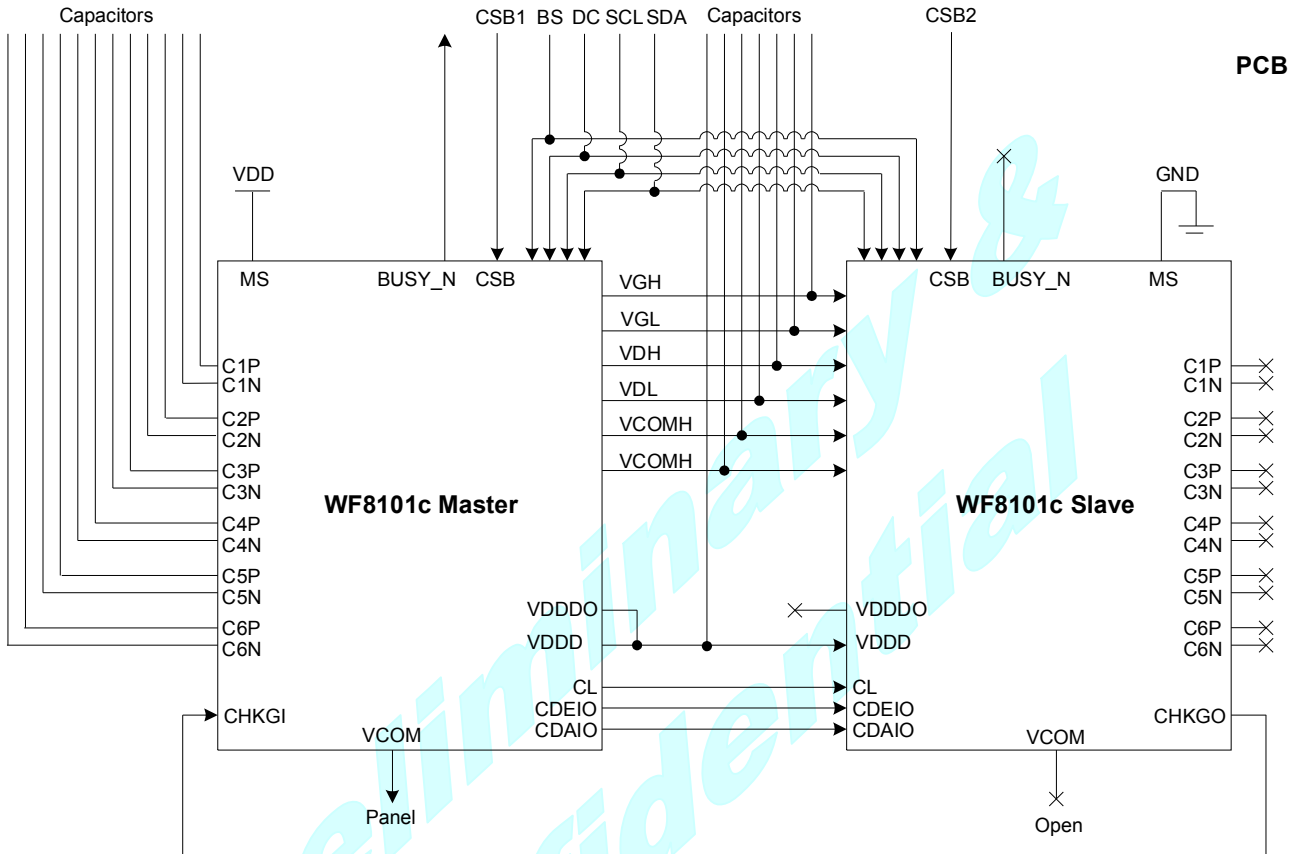 Capacitors
CSB1 BS DC SCL SDA
Capacitors
CSB2
PCB
VDD
GND
MS
BUSY_N
CSB
CSB
BUSY_N
MS
VGH
VGL
VDH
VDL
VCOMH
VCOMH
C1P
C1N
C2P
C2N
C3P
C3N
C4P
C4N
C5P
C5N
C6P
C6N
WF8101c Master
VDDDO
VDDD
CL
CDEIO
CDAIO
CHKGI
VCOM
Panel
WF8101c Slave
VDDDO
VDDD
CL
CDEIO
CDAIO
C1P
C1N
C2P
C2N
C3P
C3N
C4P
C4N
C5P
C5N
C6P
C6N
CHKGO
VCOM
Open
eliminary &
fidential